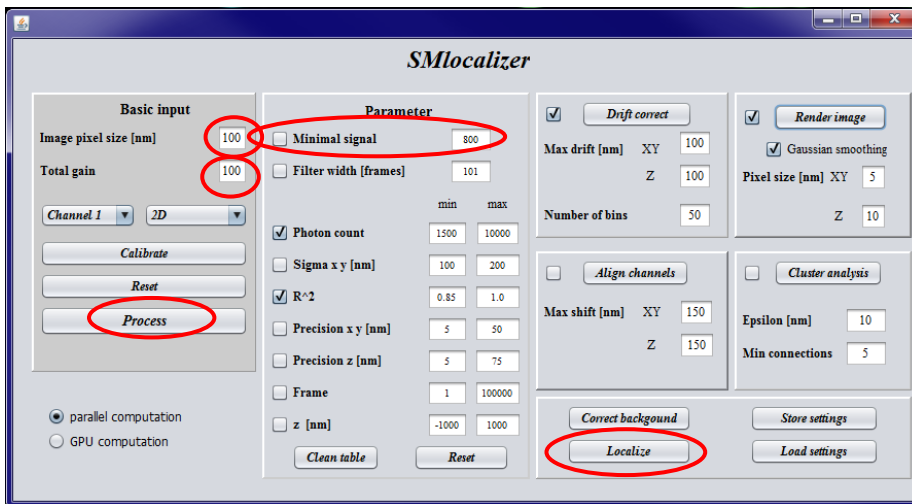 SMlocalizer
Basic input
Image pixel size [nm] 100
Total gain 100
Channel 1 2D
Calibrate
Reset
Process
parallel computation
GPU computation
Parameter
Minimal signal 800
Filter width [frames] 101
min max
Photon count 1500 10000
Sigma x y [nm] 100 200
R^2 0.85 1.0
Precision x y [nm] 5 50
Precision z [nm] 5 75
Frame 1 100000
z [nm] -1000 1000
Clean table Reset
Drift correct
Max drift [nm] XY 100
Z 100
Number of bins 50
Render image
Gaussian smoothing
Pixel size [nm] XY 5
Z 10
Align channels
Max shift [nm] XY 150
Z 150
Cluster analysis
Epsilon [nm] 10
Min connections 5
Correct backgound Store settings
Localize Load settings